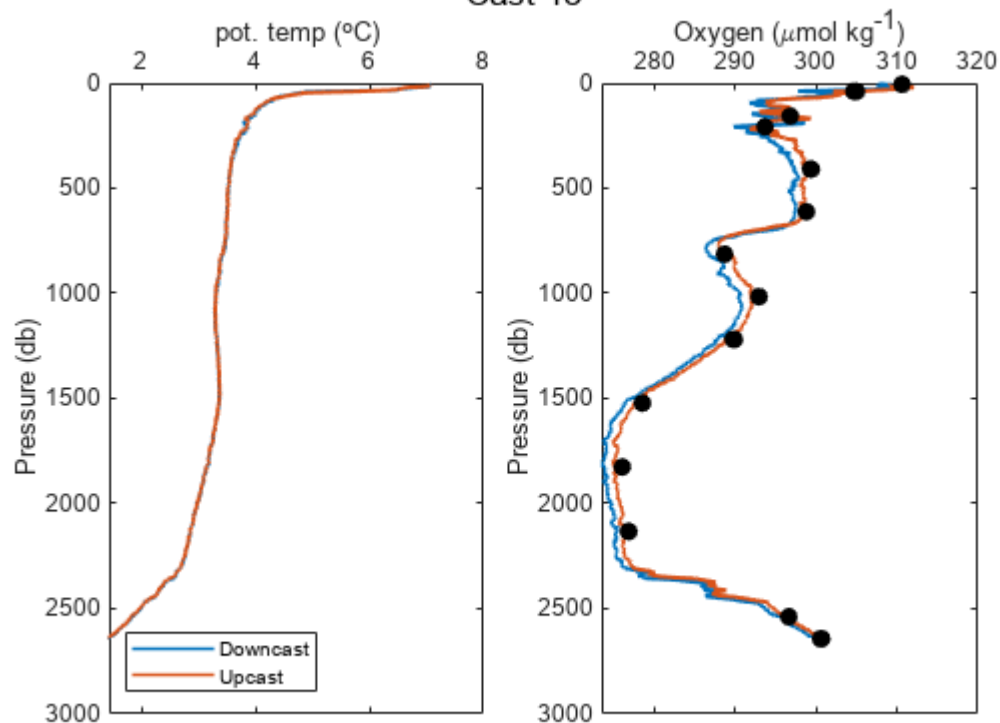 Cast
pot. temp (ºC)
2 4 6 8
0
500
1000
1500
2000
2500
3000
Pressure (db)
Downcast
Upcast
Oxygen (μmol kg⁻¹)
280 290 300 310 320
0
500
1000
1500
2000
2500
3000
Pressure (db)